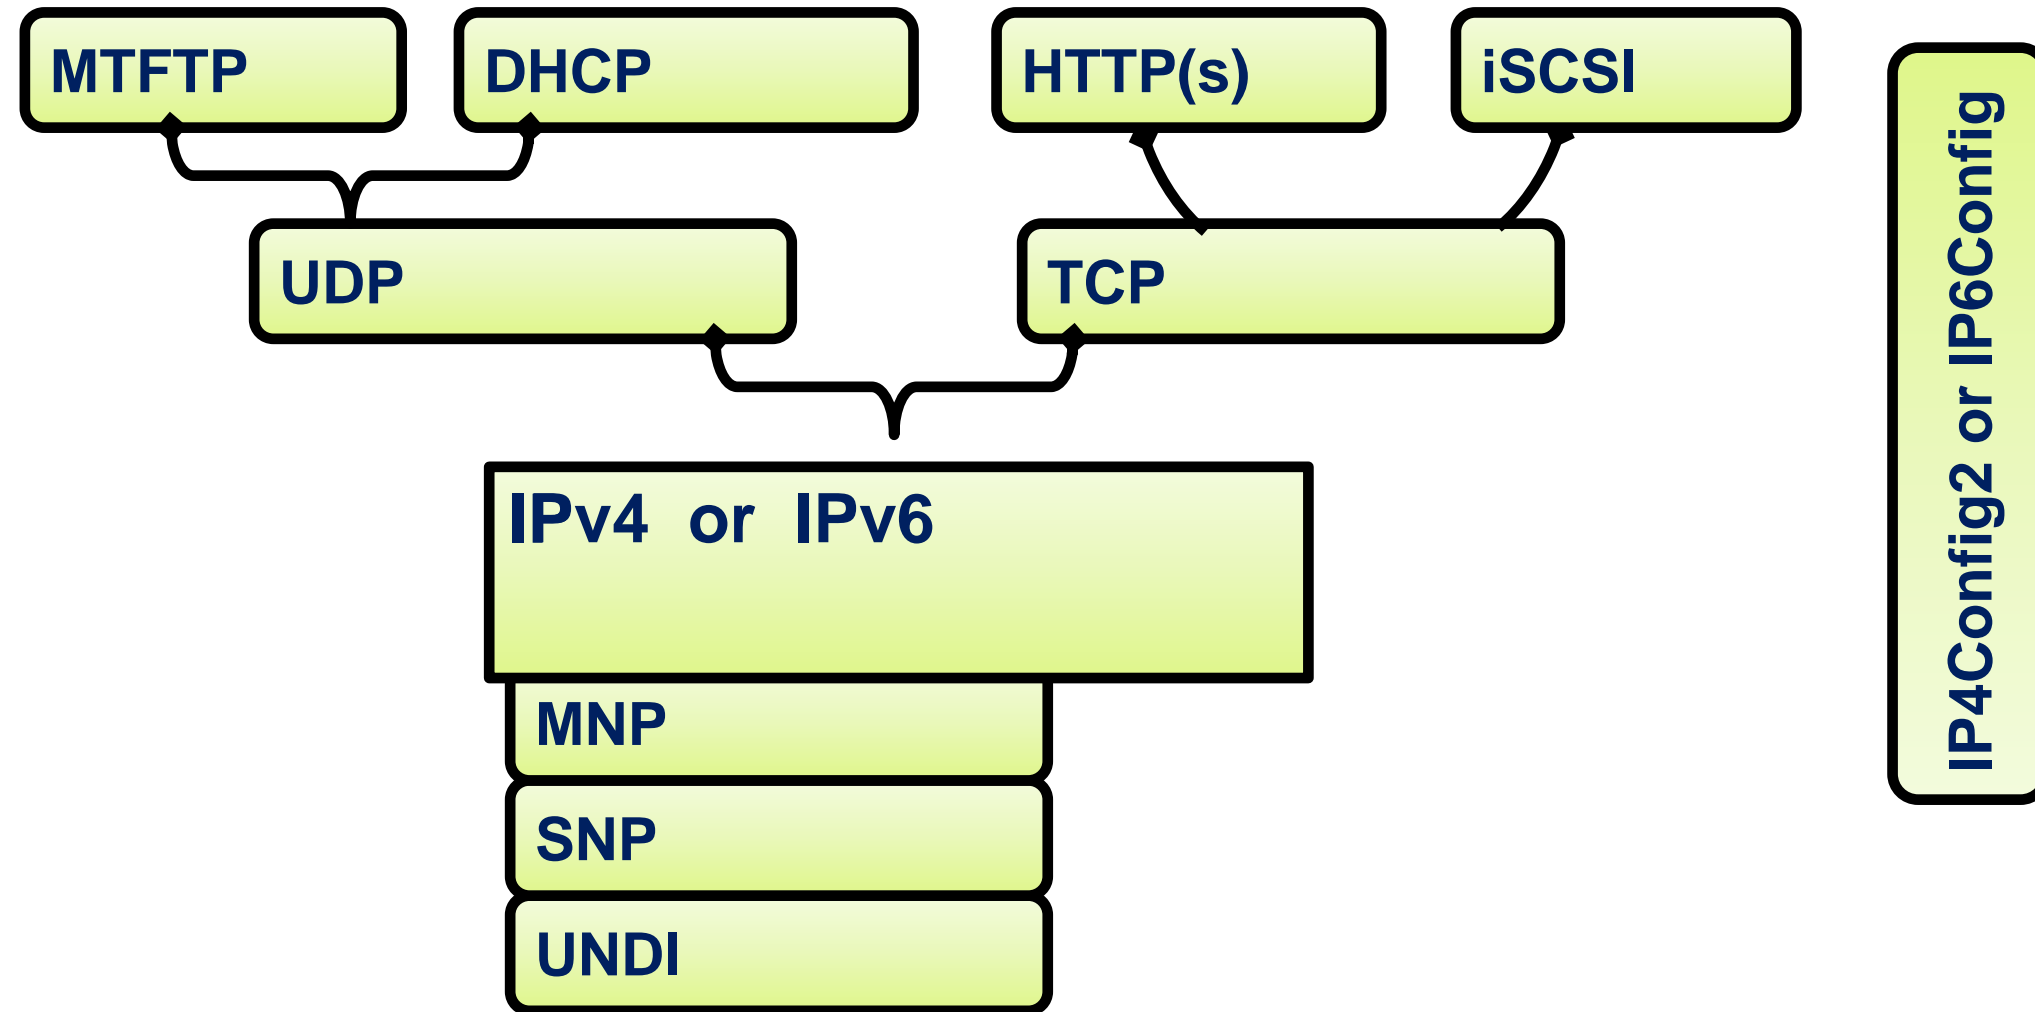 MTFTP
DHCP
HTTP(s)
iSCSI
UDP
TCP
IPv4 or IPv6
MNP
SNP
UNDI
IP4Config2 or IP6Config